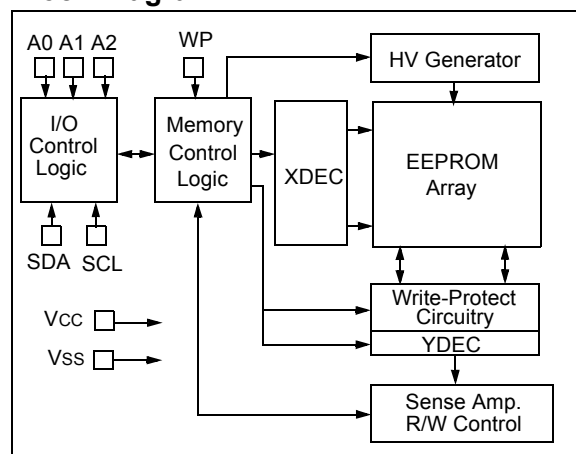 A0 A1 A2
WP
HV Generator
I/O
Control
Logic
Memory
Control
Logic
XDEC
EEPROM
Array
SDA
SCL
Write-Protect
Circuitry
YDEC
VCC
VSS
Sense Amp.
R/W Control